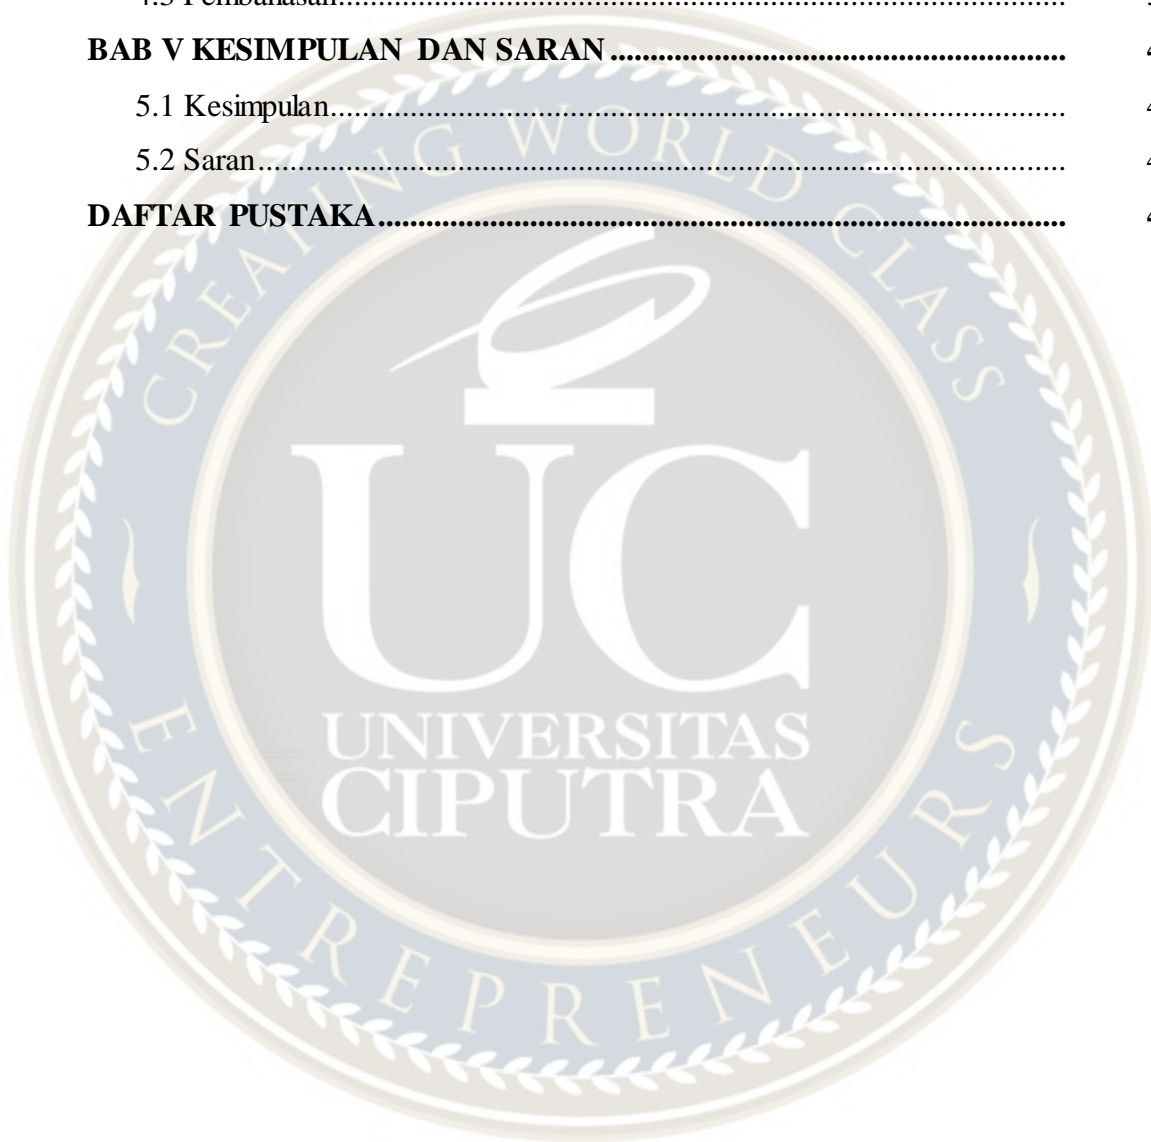 4.3 Pembahasan
BAB V KESIMPULAN DAN SARAN
5.1 Kesimpulan
5.2 Saran
DAFTAR PUSTAKA
CREATING WORLD CLASS
UC
UNIVERSITAS
CIPUTRA
ENTREPRENEURS